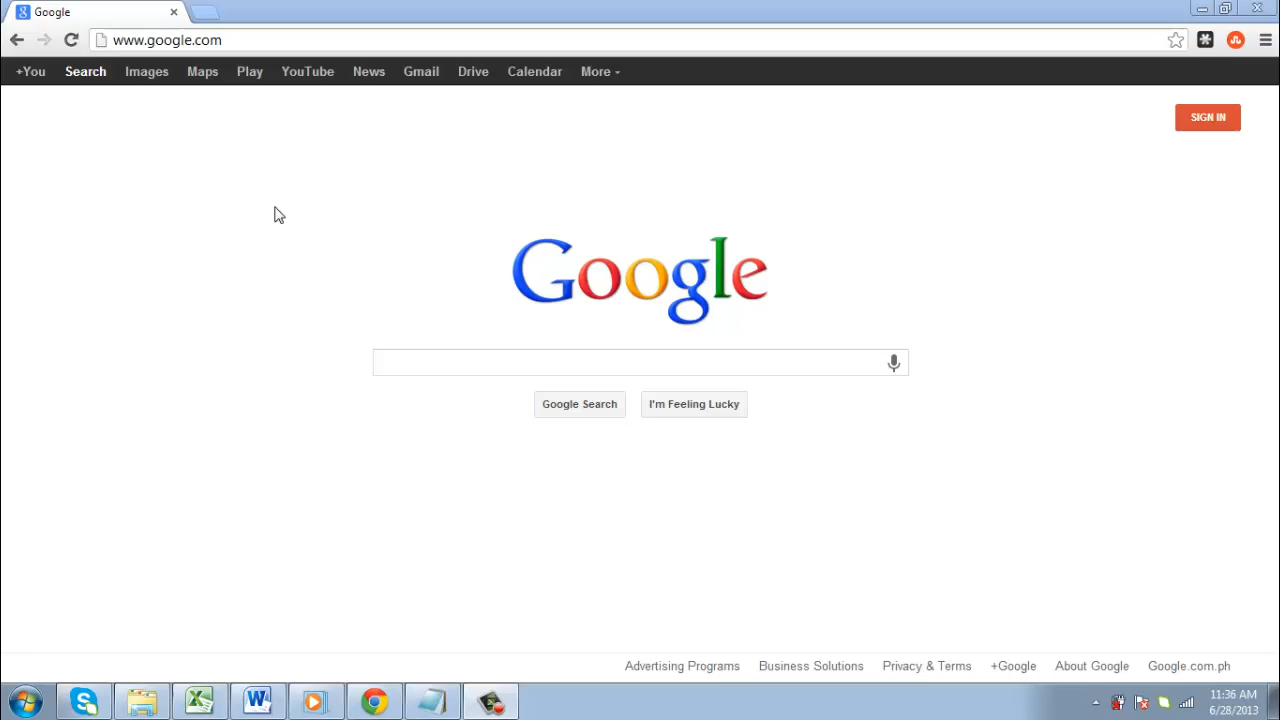 Google
www.google.com
+You Search Images Maps Play YouTube News Gmail Drive Calendar More
SIGN IN
Google
Google Search I'm Feeling Lucky
Advertising Programs Business Solutions Privacy & Terms +Google About Google Google.com.ph
11:36 AM
6/28/2013